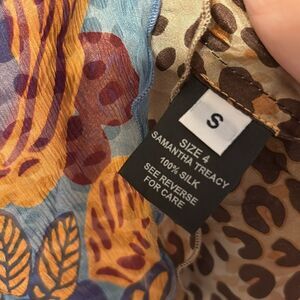 S
SIZE 4
SAMANTHA TREACY
100% SILK
SEE REVERSE
FOR CARE